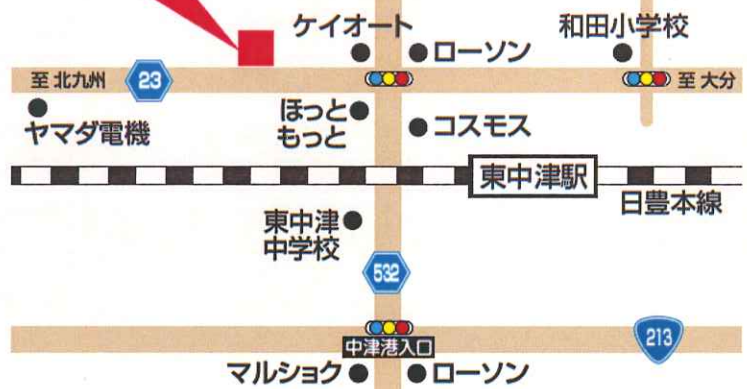 ケイオート
ローソン
和田小学校
至 北九州
23
至 大分
ヤマダ電機
ほっと
もっと
コスモス
東中津駅
日豊本線
東中津
中学校
532
213
中津港入口
マルショク
ローソン